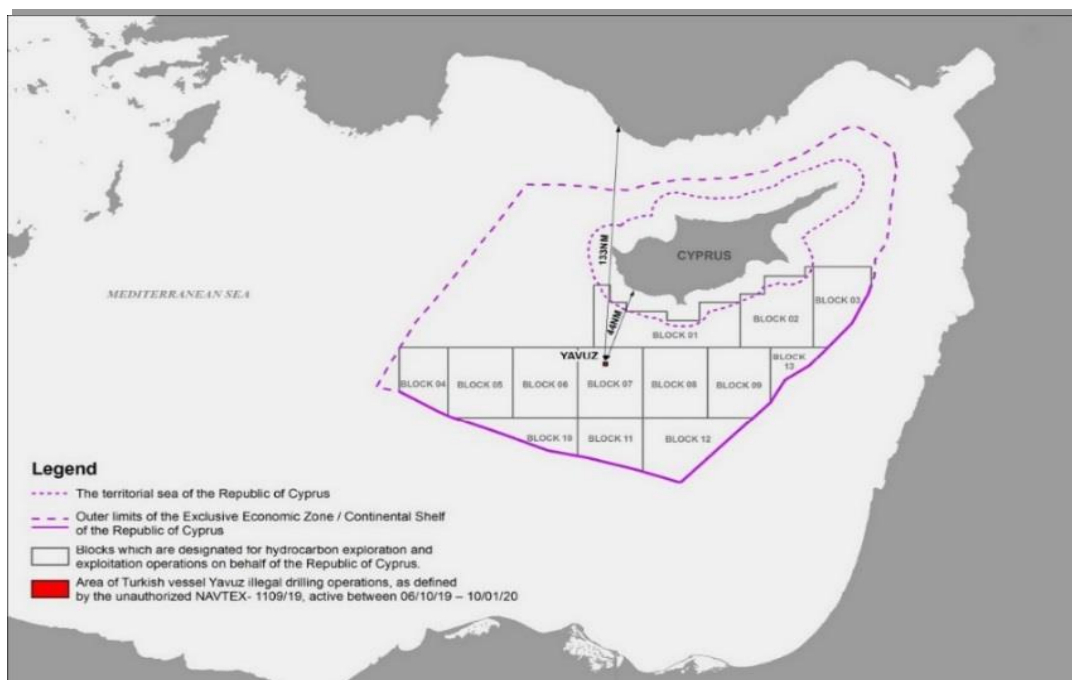 133NM
CYPRUS
MEDITERRANEAN SEA
44NM
BLOCK 03
BLOCK 02
BLOCK 01
YAVUZ
BLOCK 13
BLOCK 04
BLOCK 05
BLOCK 06
BLOCK 07
BLOCK 08
BLOCK 09
BLOCK 10
BLOCK 11
BLOCK 12
Legend
The territorial sea of the Republic of Cyprus
Outer limits of the Exclusive Economic Zone / Continental Shelf
of the Republic of Cyprus
Blocks which are designated for hydrocarbon exploration and
exploitation operations on behalf of the Republic of Cyprus.
Area of Turkish vessel Yavuz illegal drilling operations, as defined
by the unauthorized NAVTEX- 1109/19, active between 06/10/19 – 10/01/20